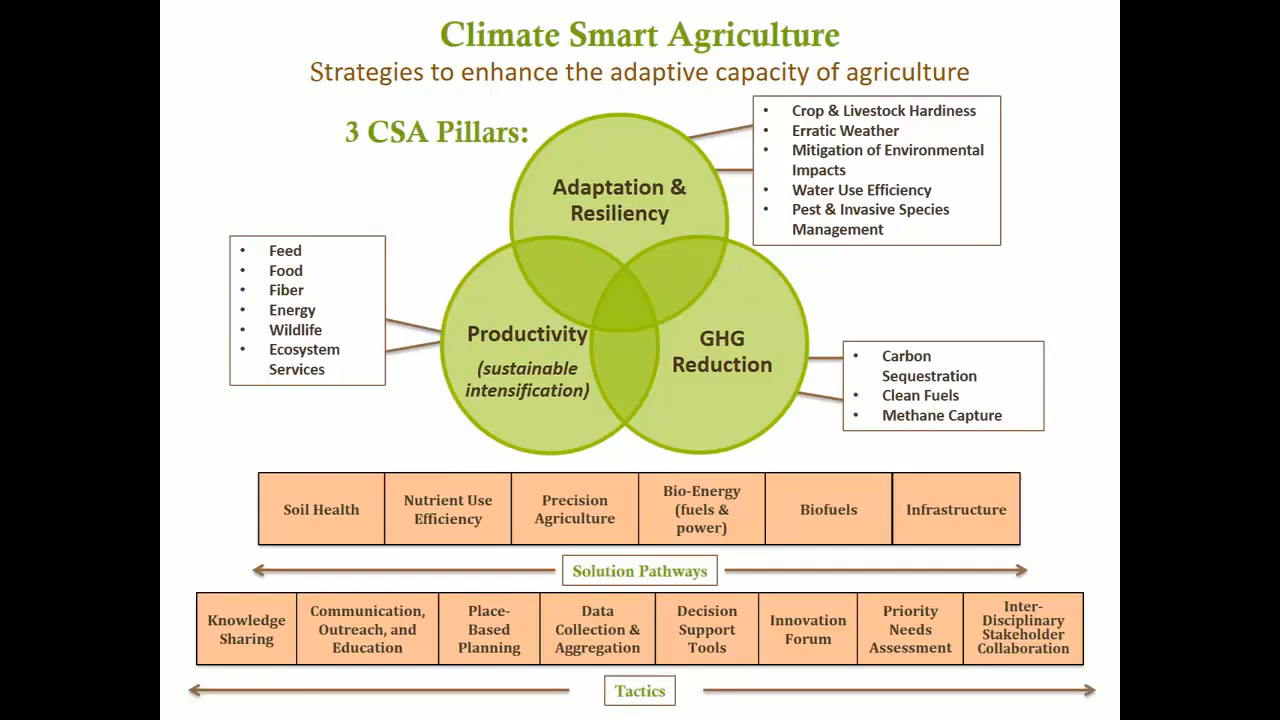 Climate Smart Agriculture
Strategies to enhance the adaptive capacity of agriculture
3 CSA Pillars:
• Crop & Livestock Hardiness
• Erratic Weather
• Mitigation of Environmental
Impacts
• Water Use Efficiency
• Pest & Invasive Species
Management
Adaptation &
Resiliency
• Feed
• Food
• Fiber
• Energy
• Wildlife
• Ecosystem
Services
Productivity
(sustainable
intensification)
GHG
Reduction
• Carbon
Sequestration
• Clean Fuels
• Methane Capture
Soil Health
Nutrient Use
Efficiency
Precision
Agriculture
Bio-Energy
(fuels &
power)
Biofuels
Infrastructure
Solution Pathways
Knowledge
Sharing
Communication,
Outreach, and
Education
Place-
Based
Planning
Data
Collection &
Aggregation
Decision
Support
Tools
Innovation
Forum
Priority
Needs
Assessment
Inter-
Disciplinary
Stakeholder
Collaboration
Tactics